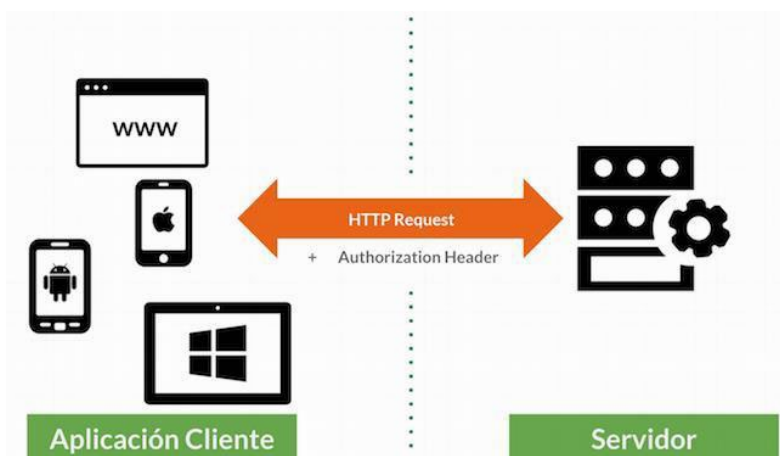 WWW
HTTP Request
+ Authorization Header
Aplicación Cliente
Servidor